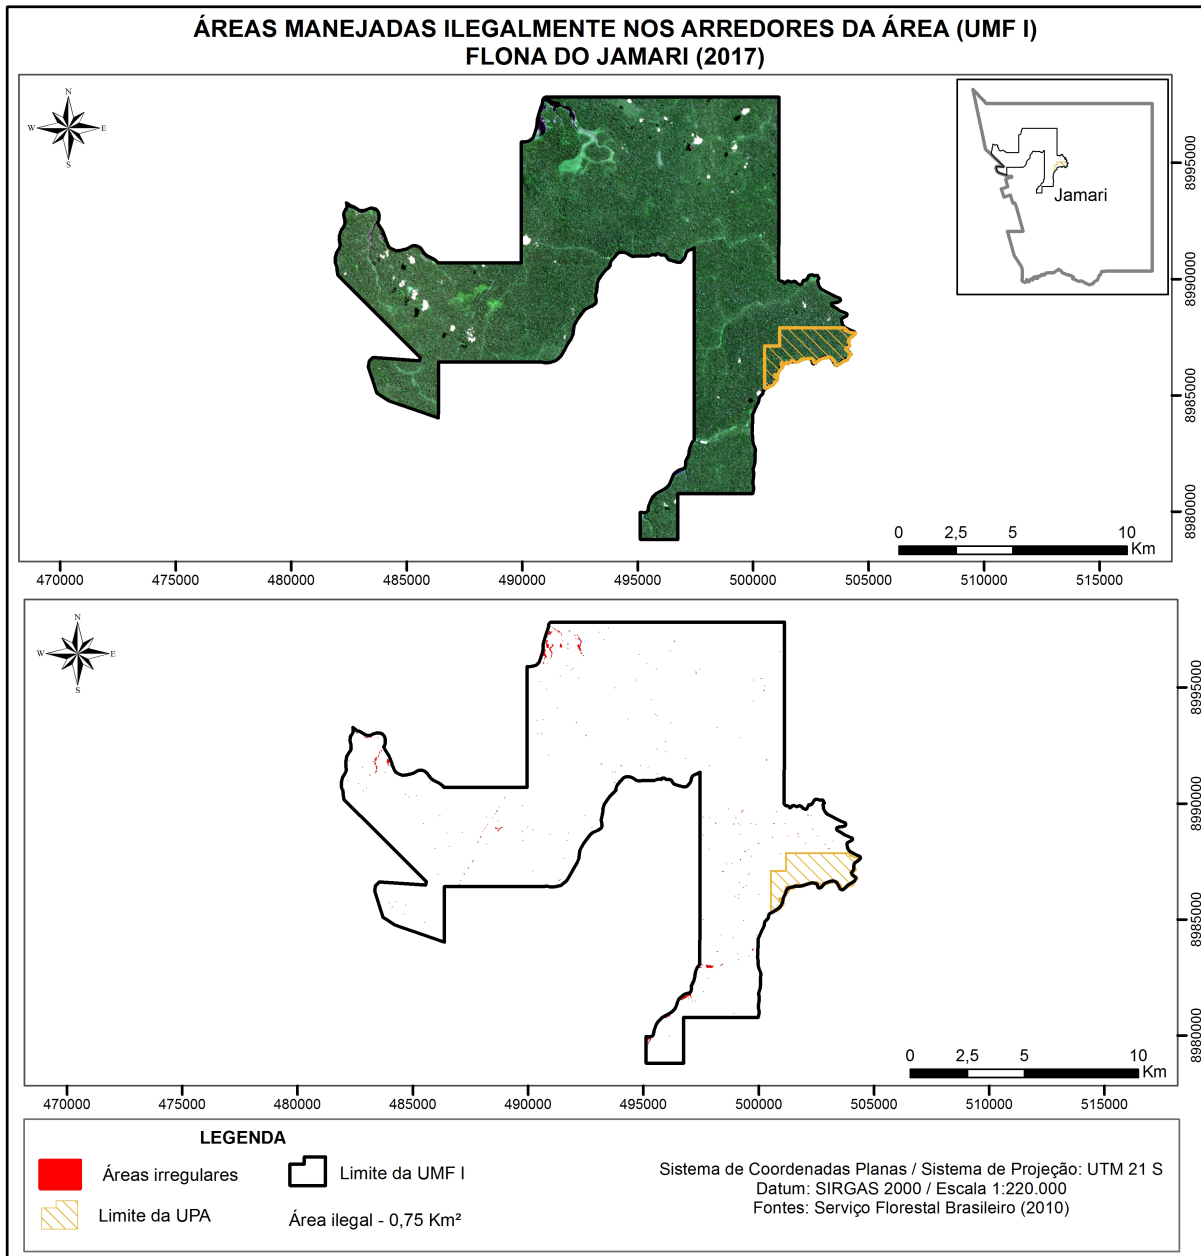 ÁREAS MANEJADAS ILEGALMENTE NOS ARREDORES DA ÁREA (UMF I)
FLONA DO JAMARI (2017)
N
W E
S
Jamari
8995000
8990000
8985000
8980000
0 2,5 5 10
Km
470000 475000 480000 485000 490000 495000 500000 505000 510000 515000
N
W E
S
8995000
8990000
8985000
8980000
0 2,5 5 10
Km
470000 475000 480000 485000 490000 495000 500000 505000 510000 515000
LEGENDA
Áreas irregulares
Limite da UMF I
Limite da UPA
Área ilegal - 0,75 Km²
Sistema de Coordenadas Planas / Sistema de Projeção: UTM 21 S
Datum: SIRGAS 2000 / Escala 1:220.000
Fontes: Serviço Florestal Brasileiro (2010)